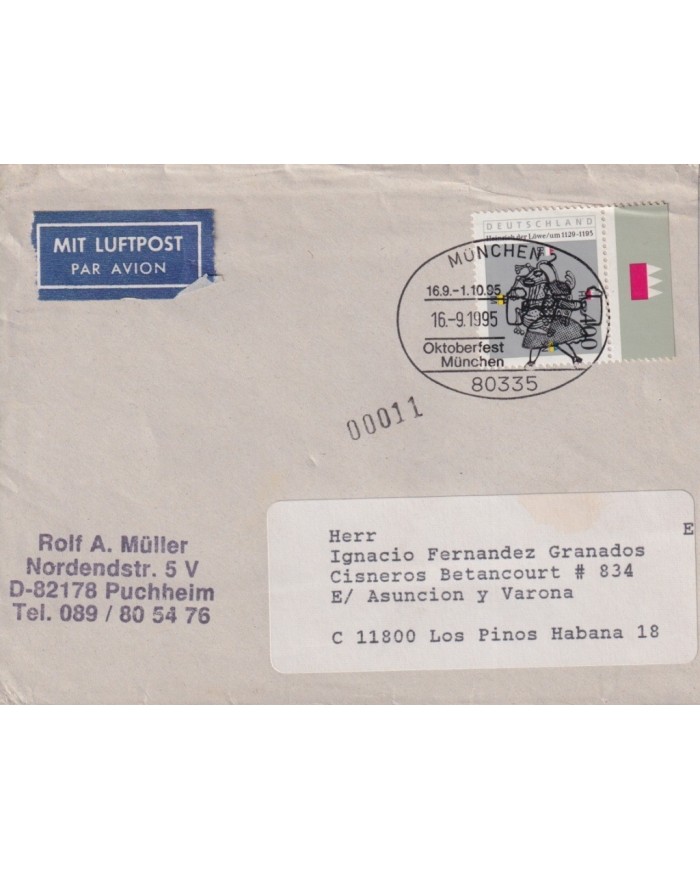 MIT LUFTPOST
PAR AVION
DEUTSCHLAND
Heinrich der Löwe/um 1129-1195
400
MÜNCHEN
16.9.-1.10.95
16.-9.1995
Oktoberfest
München
80335
00011
Rolf A. Müller
Nordendstr. 5 V
D-82178 Puchheim
Tel. 089 / 80 54 76
Herr E
Ignacio Fernandez Granados
Cisneros Betancourt # 834
E/ Asuncion y Varona
C 11800 Los Pinos Habana 18